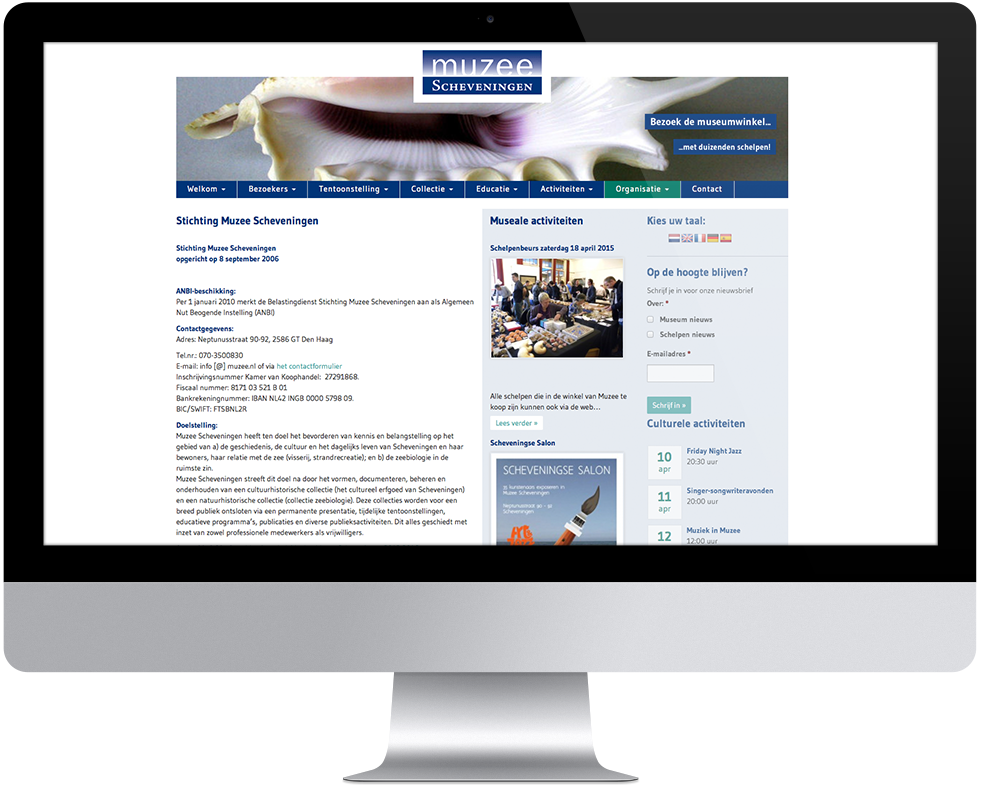 muzee
SCHEVENINGEN
Bezoek de museumwinkel...
...met duizenden schelpen!
Welkom
Bezoekers
Tentoonstelling
Collectie
Educatie
Activiteiten
Organisatie
Contact
Stichting Muzee Scheveningen
Stichting Muzee Scheveningen
opgericht op 8 september 2006
ANBI-beschikking:
Per 1 januari 2010 merkt de Belastingdienst Stichting Muzee Scheveningen aan als Algemeen
Nut Beogende Instelling (ANBI)
Contactgegevens:
Adres: Neptunusstraat 90-92, 2586 GT Den Haag
Tel.nr.: 070-3500830
E-mail: info [@] muzee.nl of via het contactformulier
Inschrijvingsnummer Kamer van Koophandel: 27291868.
Fiscaal nummer: 8171 03 521 B 01
Bankrekeningnummer: IBAN NL42 INGB 0000 5798 09.
BIC/SWIFT: FTSBNL2R
Doelstelling:
Muzee Scheveningen heeft ten doel het bevorderen van kennis en belangstelling op het
gebied van a) de geschiedenis, de cultuur en het dagelijks leven van Scheveningen en haar
bewoners, haar relatie met de zee (visserij, strandrecreatie); en b) de zeebiologie in de
ruimste zin.
Muzee Scheveningen streeft dit doel na door het vormen, documenteren, beheren en
onderhouden van een cultuurhistorische collectie (het cultureel erfgoed van Scheveningen)
en een natuurhistorische collectie (collectie zeebiologie). Deze collecties worden voor een
breed publiek ontsloten via een permanente presentatie, tijdelijke tentoonstellingen,
educatieve programma's, publicaties en diverse publieksactiviteiten. Dit alles geschiedt met
inzet van zowel professionele medewerkers als vrijwilligers.
Museale activiteiten
Schelpenbeurs zaterdag 18 april 2015
Alle schelpen die in de winkel van Muzee te
koop zijn kunnen ook via de web...
Lees verder »
Scheveningse Salon
SCHEVENINGSE SALON
35 kunstenaars exposeren in
Muzee Scheveningen
Neptunusstraat 90 - 92
Scheveningen
Kies uw taal:
Op de hoogte blijven?
Schrijf je in voor onze nieuwsbrief
Over: *
Museum nieuws
Schelpen nieuws
E-mailadres *
Schrijf in »
Culturele activiteiten
10
apr
Friday Night Jazz
20:30 uur
11
apr
Singer-songwriteravonden
20:00 uur
12
Muziek in Muzee
12:00 uur